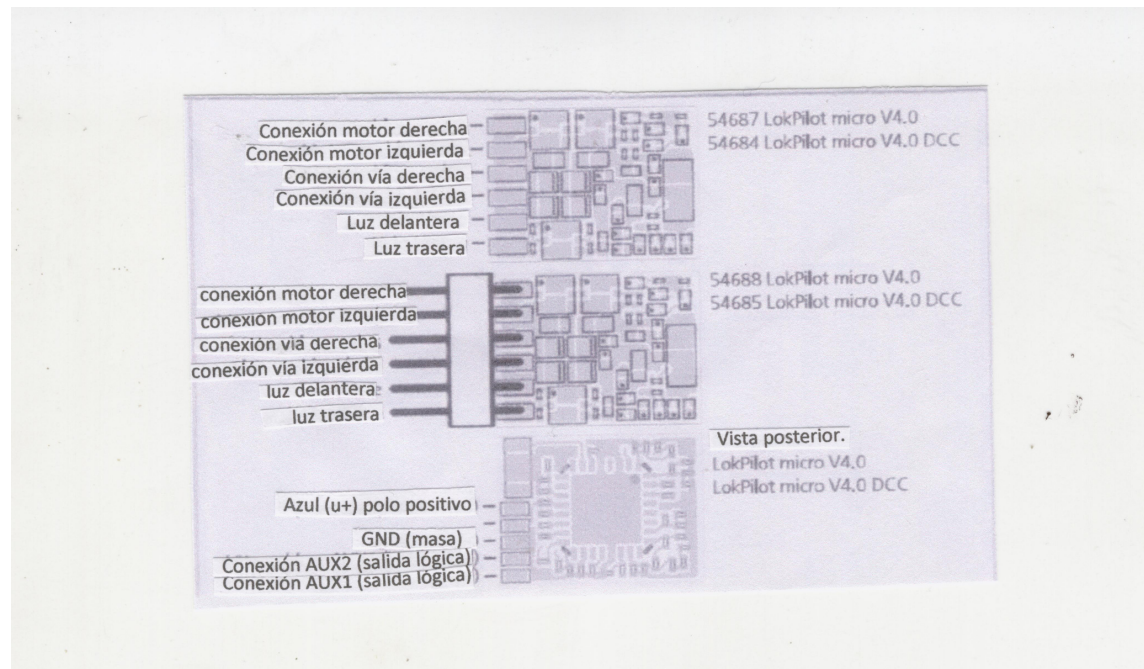 Conexión motor derecha
Conexión motor izquierda
Conexión vía derecha
Conexión vía izquierda
Luz delantera
Luz trasera
54687 LokPilot micro V4.0
54684 LokPilot micro V4.0 DCC
conexión motor derecha
conexión motor izquierda
conexión vía derecha
conexión vía izquierda
luz delantera
luz trasera
54688 LokPilot micro V4.0
54685 LokPilot micro V4.0 DCC
Vista posterior.
LokPilot micro V4.0
LokPilot micro V4.0 DCC
Azul (u+) polo positivo
GND (masa)
Conexión AUX2 (salida lógica)
Conexión AUX1 (salida lógica)